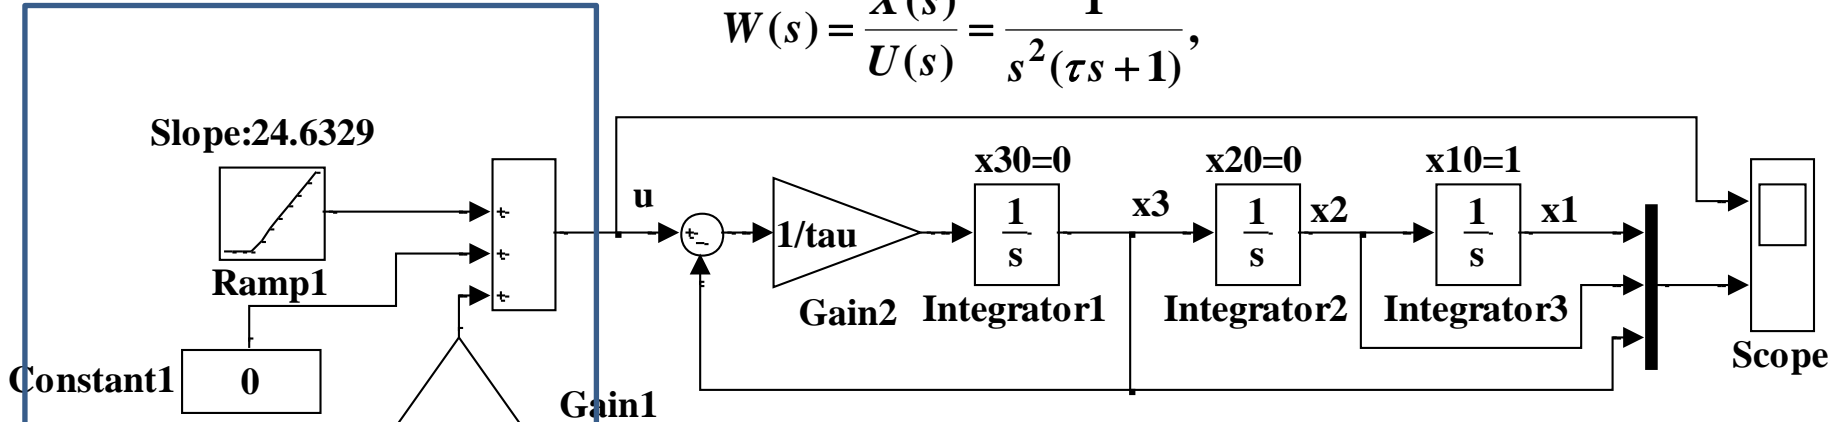 W(s) = X(s)/U(s) = 1/(s²(τs+1)),
Slope:24.6329
x30=0 x20=0 x10=1
u x3 x2 x1
+ + + + - 1/tau 1/s 1/s 1/s
Ramp1
Gain2 Integrator1 Integrator2 Integrator3
Scope
Constant1 0
Gain1